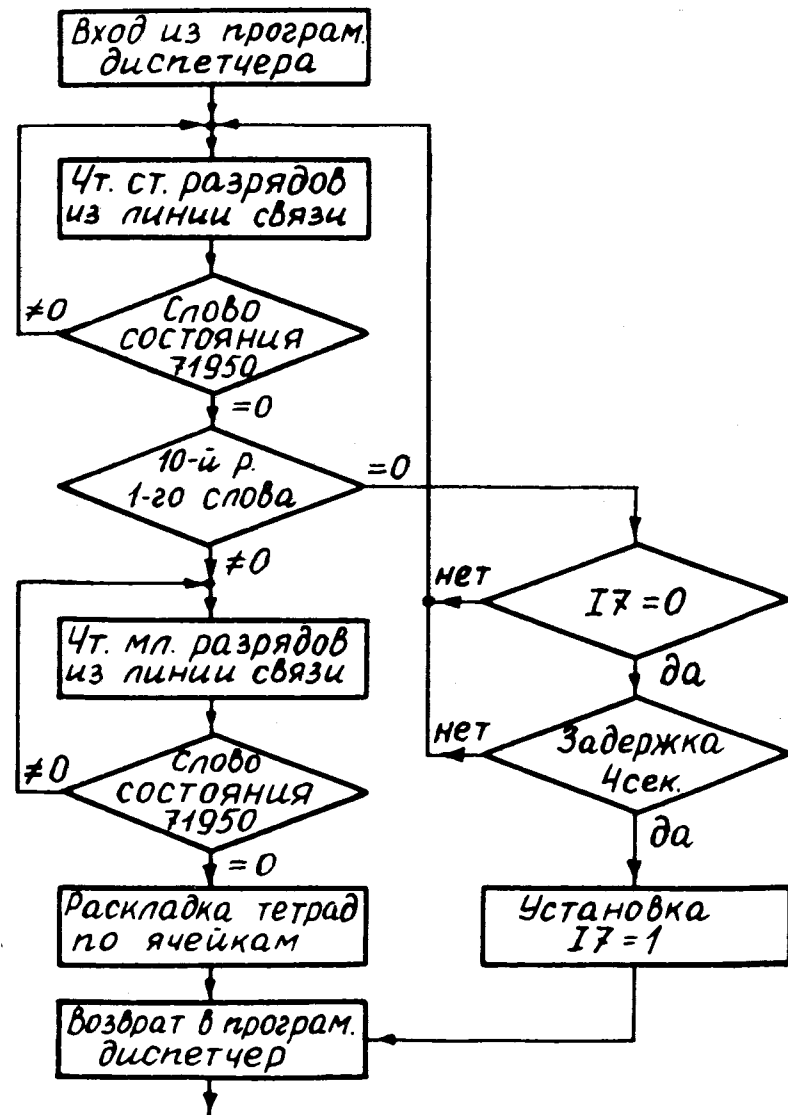 Вход из програм.
диспетчера
Чт. ст. разрядов
из линии связи
≠0
Слово
состояния
71950
=0
10-й р.
1-го слова
=0
≠0
нет
I7=0
да
Чт. мл. разрядов
из линии связи
нет
Задержка
4сек.
да
≠0
Слово
состояния
71950
=0
Раскладка тетрад
по ячейкам
Установка
I7=1
Возврат в програм.
диспетчер